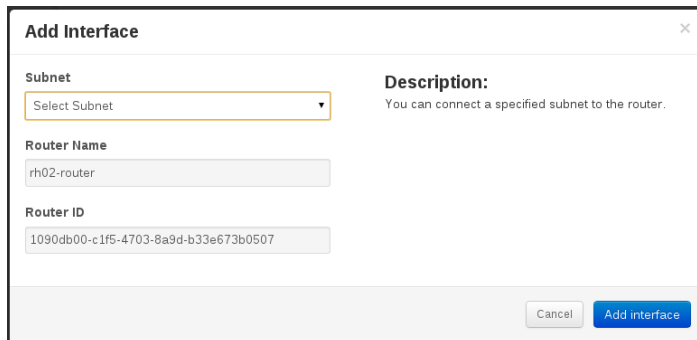 Add Interface
×
Subnet
Select Subnet
Router Name
rh02-router
Router ID
1090db00-c1f5-4703-8a9d-b33e673b0507
Description:
You can connect a specified subnet to the router.
Cancel
Add interface